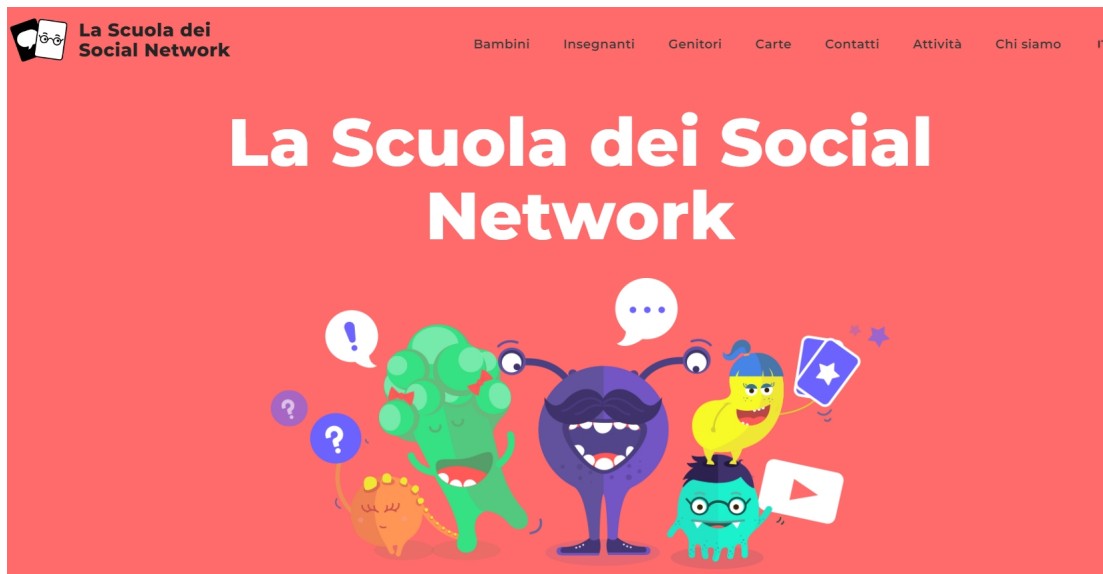 La Scuola dei
Social Network
Bambini Insegnanti Genitori Carte Contatti Attività Chi siamo
La Scuola dei Social
Network
!
...
?
?